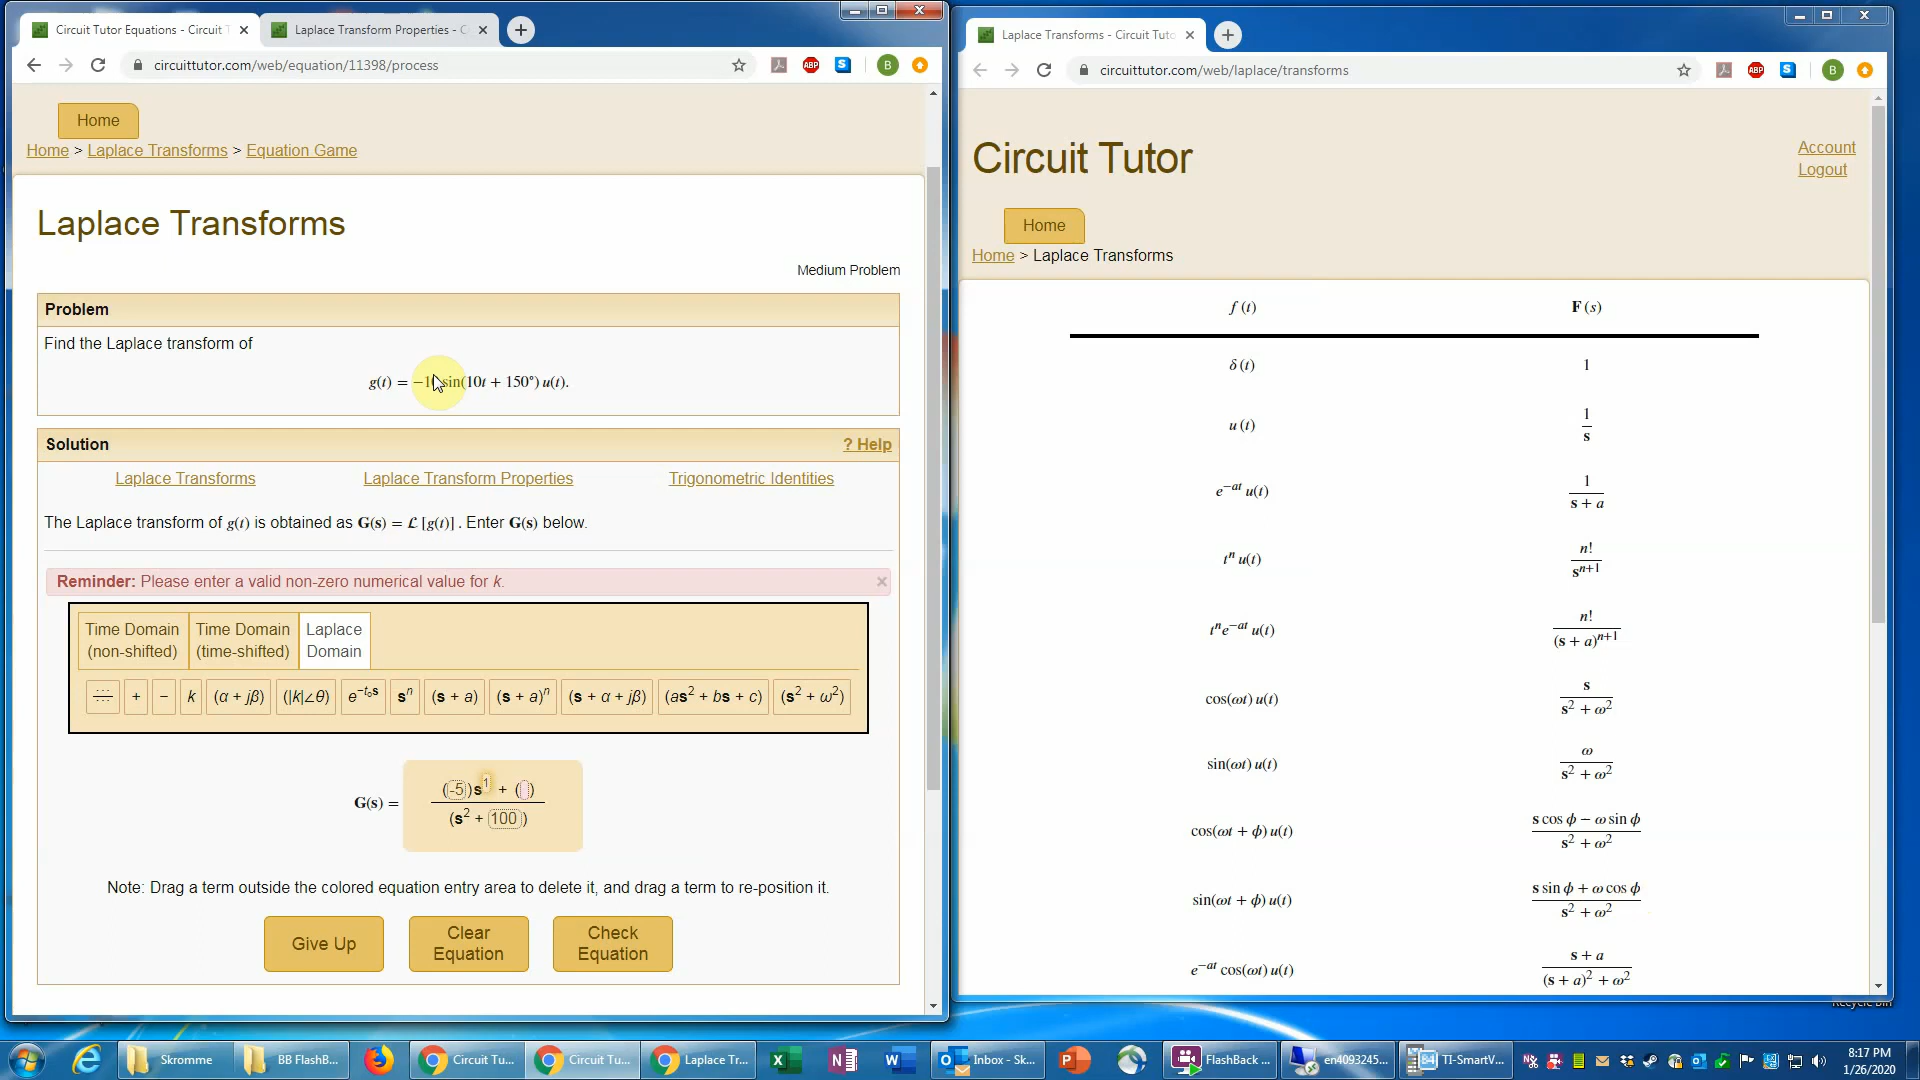 Circuit Tutor Equations - Circuit T
Laplace Transform Properties - C
circuittutor.com/web/equation/11398/process
ABP
S
B
Home
Home > Laplace Transforms > Equation Game
Laplace Transforms
Medium Problem
Problem
Find the Laplace transform of
g(t) = −10 sin(10t + 150°) u(t).
Solution
? Help
Laplace Transforms
Laplace Transform Properties
Trigonometric Identities
The Laplace transform of g(t) is obtained as G(s) = ℒ [g(t)] . Enter G(s) below.
Reminder: Please enter a valid non-zero numerical value for k.
×
Time Domain (non-shifted)
Time Domain (time-shifted)
Laplace Domain
+ − k (α + jβ) (|k|∠θ) e^−t₀s s^n (s + a) (s + a)^n (s + α + jβ) (as² + bs + c) (s² + ω²)
G(s) =
(-5)s^1 + ( )
(s² + 100)
Note: Drag a term outside the colored equation entry area to delete it, and drag a term to re-position it.
Give Up
Clear Equation
Check Equation
Laplace Transforms - Circuit Tuto
circuittutor.com/web/laplace/transforms
ABP
S
B
Circuit Tutor
Account
Logout
Home
Home > Laplace Transforms
f (t) F (s)
δ (t) 1
u (t) 1/s
e^−at u(t) 1/(s + a)
t^n u(t) n!/s^(n+1)
t^n e^−at u(t) n!/(s + a)^(n+1)
cos(ωt) u(t) s/(s² + ω²)
sin(ωt) u(t) ω/(s² + ω²)
cos(ωt + ϕ) u(t) (s cos ϕ − ω sin ϕ)/(s² + ω²)
sin(ωt + ϕ) u(t) (s sin ϕ + ω cos ϕ)/(s² + ω²)
e^−at cos(ωt) u(t) (s + a)/((s + a)² + ω²)
Recycle Bin
Skromme
BB FlashB...
Circuit Tu...
Circuit Tu...
Laplace Tr...
Inbox - Sk...
FlashBack ...
en4093245...
TI-SmartV...
8:17 PM
1/26/2020